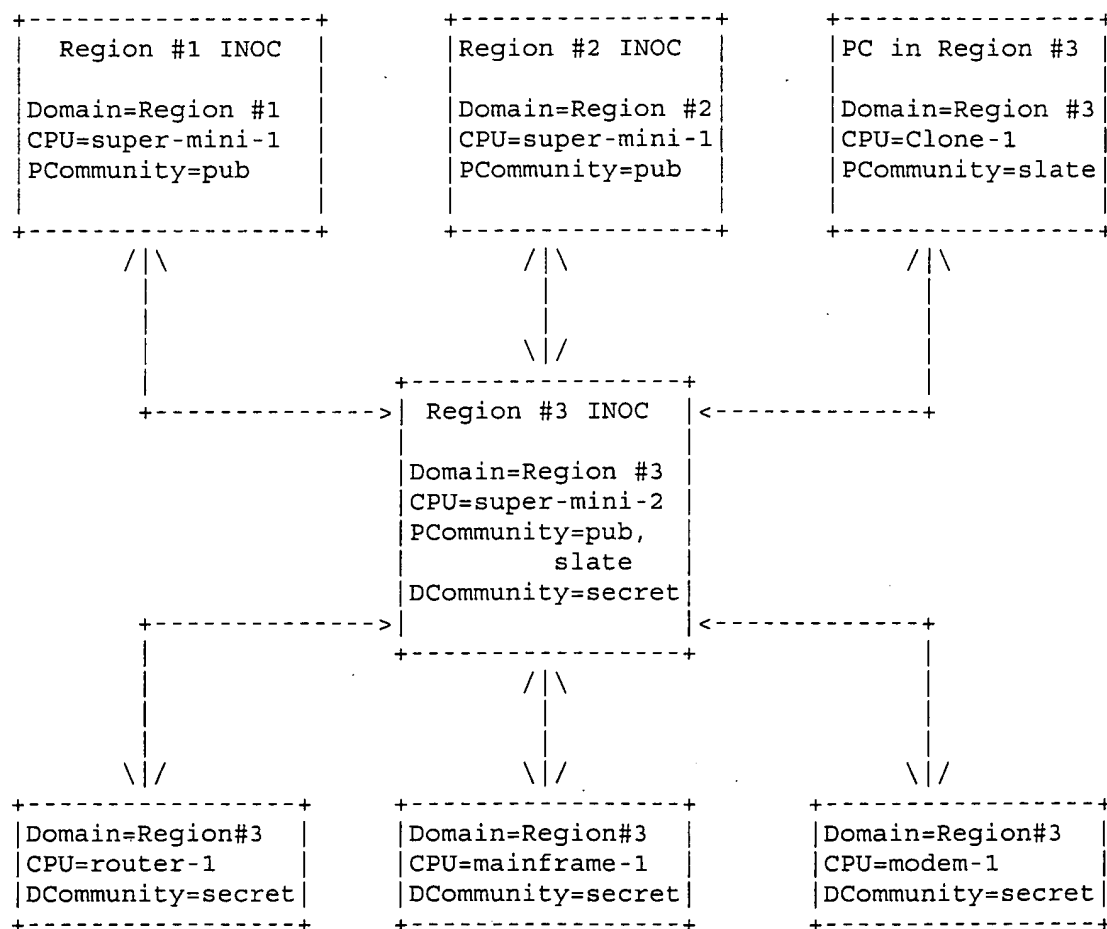 Region #1 INOC
Domain=Region #1
CPU=super-mini-1
PCommunity=pub
Region #2 INOC
Domain=Region #2
CPU=super-mini-1
PCommunity=pub
PC in Region #3
Domain=Region #3
CPU=Clone-1
PCommunity=slate
Region #3 INOC
Domain=Region #3
CPU=super-mini-2
PCommunity=pub,
slate
DCommunity=secret
Domain=Region#3
CPU=router-1
DCommunity=secret
Domain=Region#3
CPU=mainframe-1
DCommunity=secret
Domain=Region#3
CPU=modem-1
DCommunity=secret